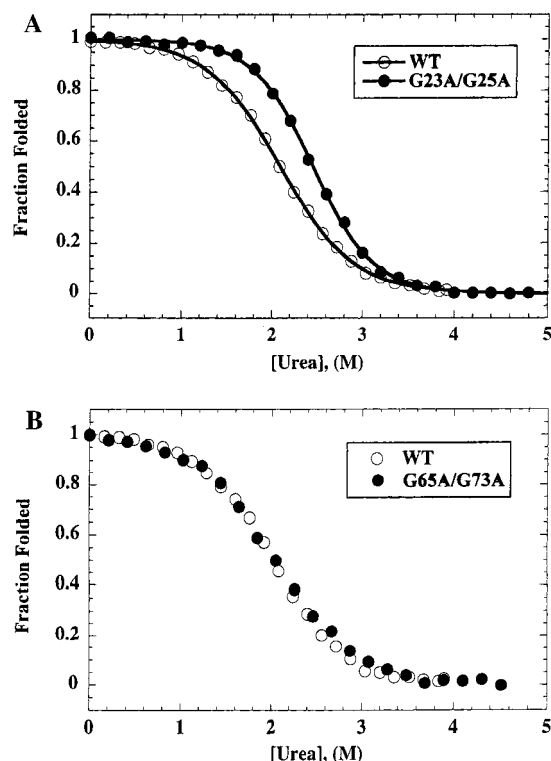 A
1
0.8
0.6
0.4
0.2
0
Fraction Folded
WT
G23A/G25A
0 1 2 3 4 5
[Urea], (M)
B
1
0.8
0.6
0.4
0.2
0
Fraction Folded
WT
G65A/G73A
0 1 2 3 4 5
[Urea], (M)